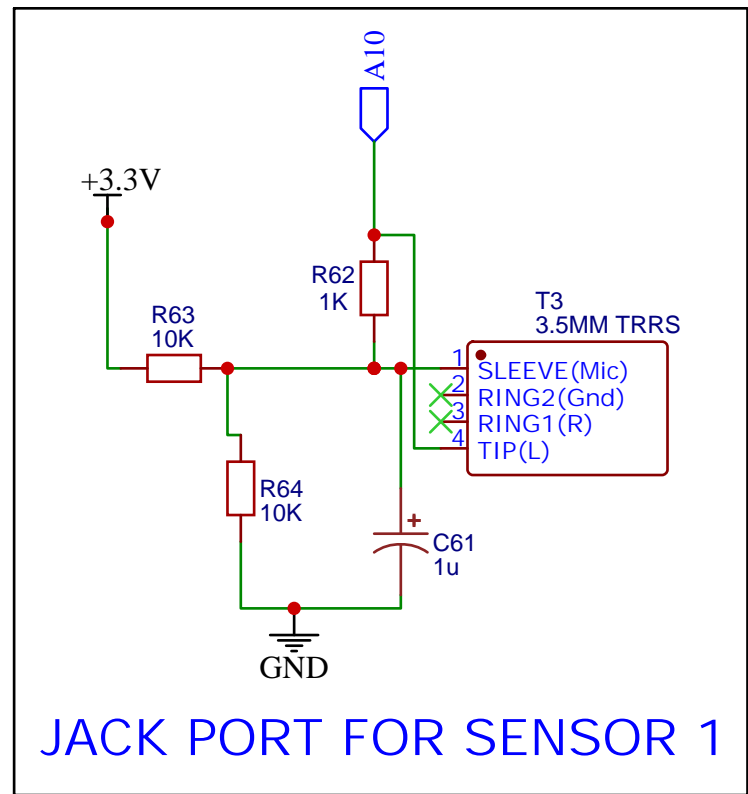 A10
+3.3V
R62
1K
R63
10K
T3
3.5MM TRRS
1 SLEEVE(Mic)
2 RING2(Gnd)
3 RING1(R)
4 TIP(L)
R64
10K
+
C61
1u
GND
JACK PORT FOR SENSOR 1